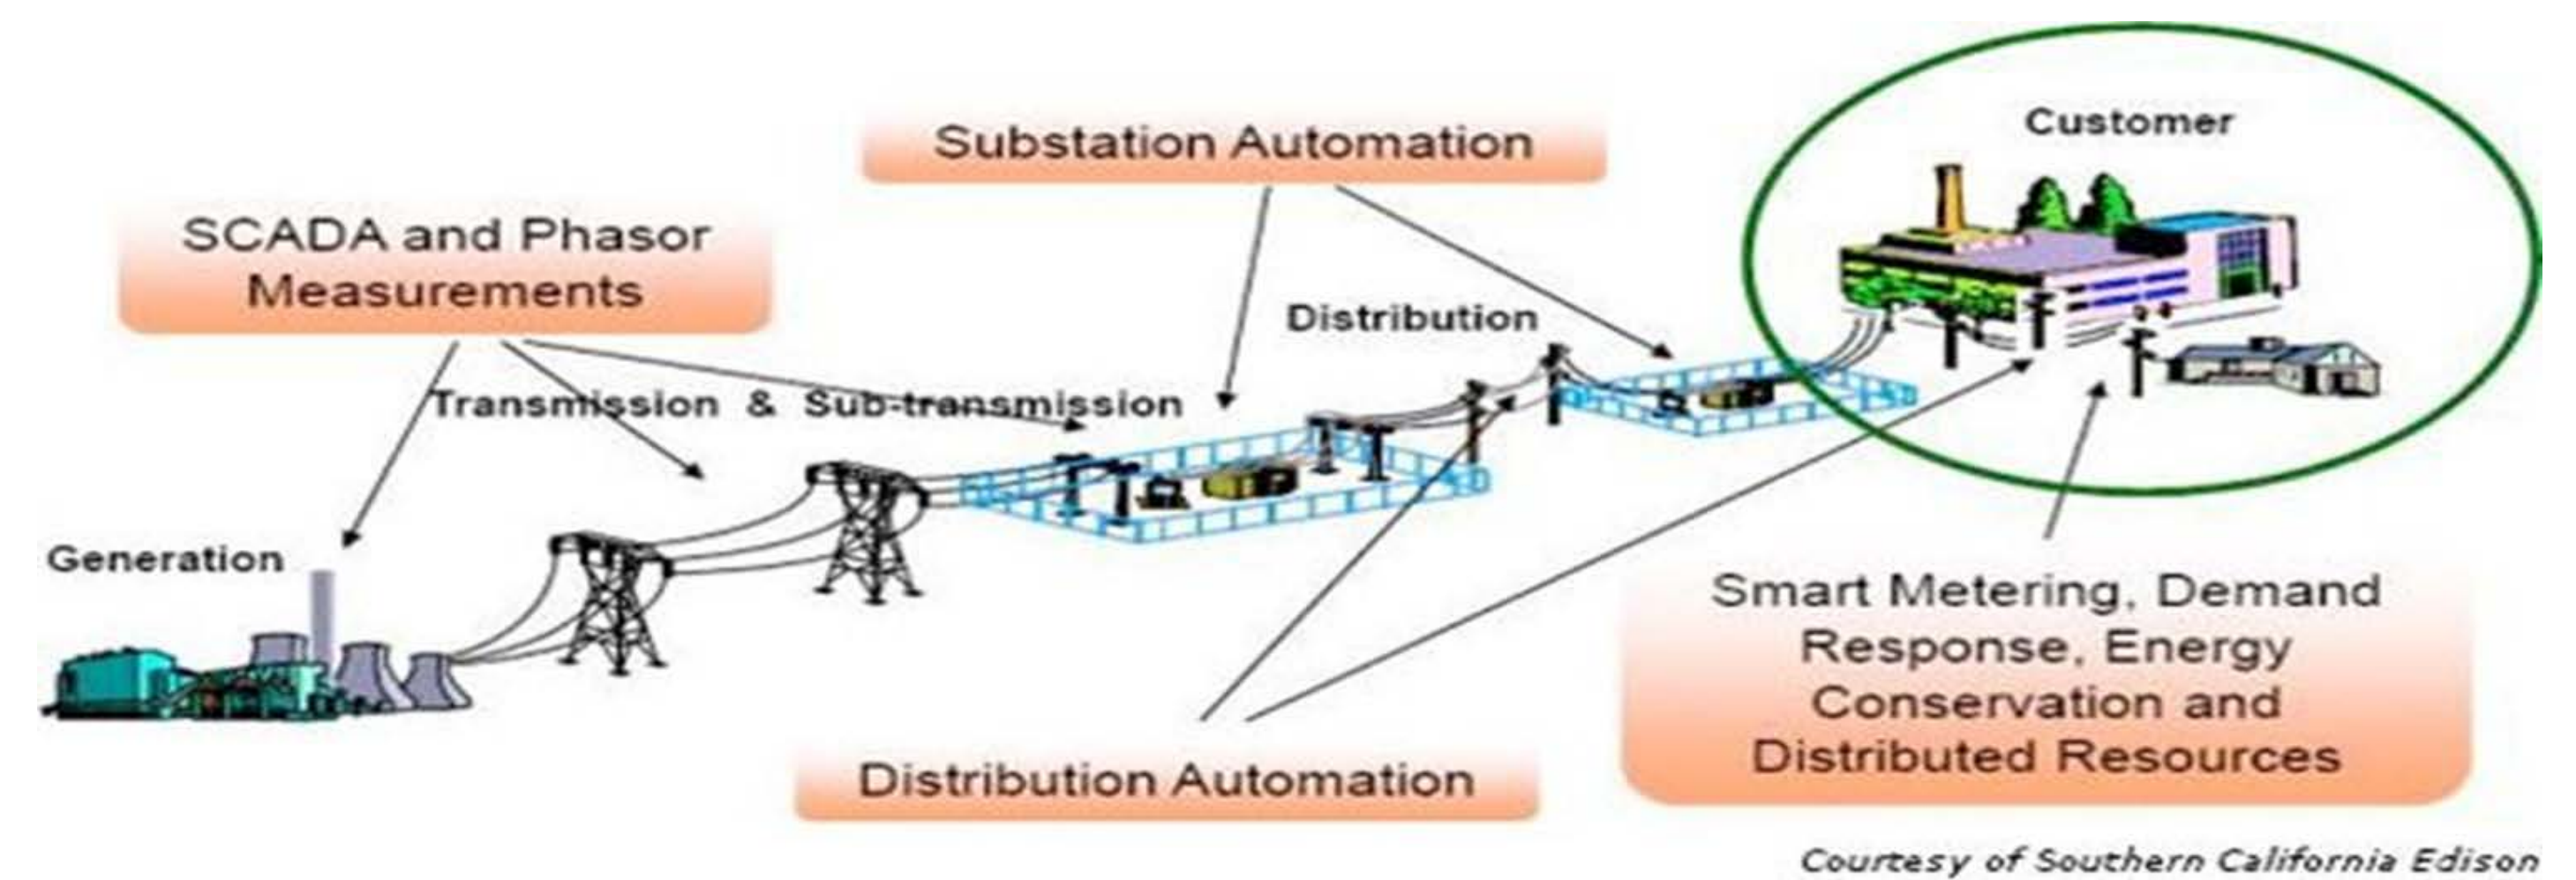 Customer
Substation Automation
SCADA and Phasor
Measurements
Distribution
Transmission & Sub-transmission
Generation
Smart Metering, Demand
Response, Energy
Conservation and
Distributed Resources
Distribution Automation
Courtesy of Southern California Edison